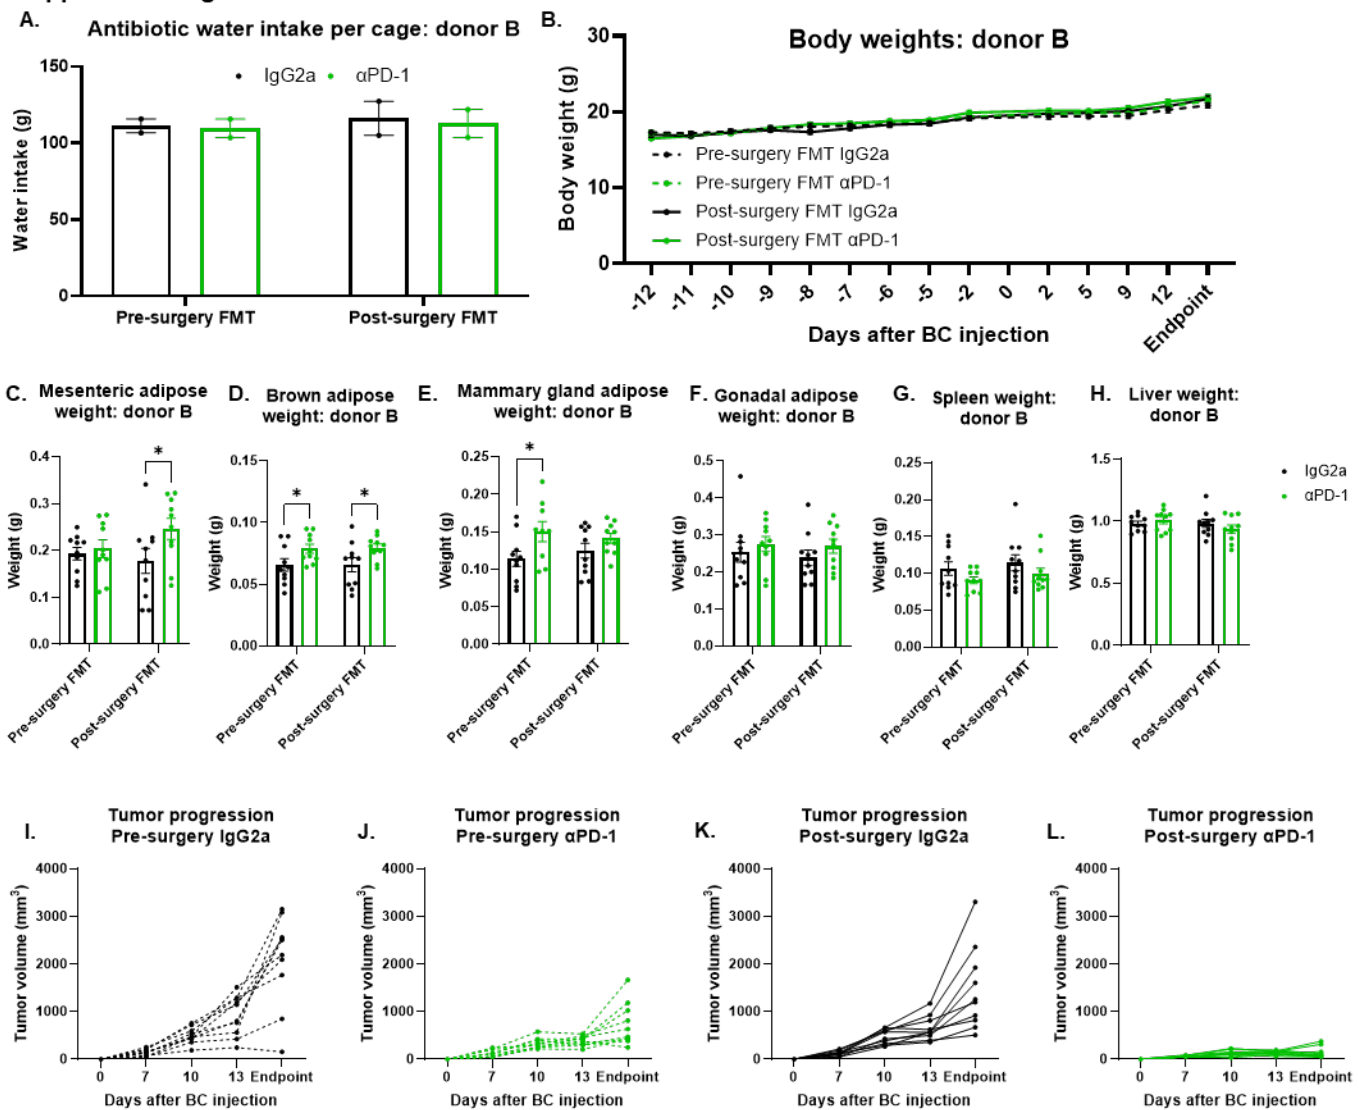 A.
Antibiotic water intake per cage: donor B
IgG2a
αPD-1
Water intake (g)
150
100
50
0
Pre-surgery FMT
Post-surgery FMT
B.
Body weights: donor B
Body weight (g)
30
20
10
0
Pre-surgery FMT IgG2a
Pre-surgery FMT αPD-1
Post-surgery FMT IgG2a
Post-surgery FMT αPD-1
-12
-11
-10
-9
-8
-7
-6
-5
-2
0
2
5
9
12
Endpoint
Days after BC injection
C.
Mesenteric adipose
weight: donor B
Weight (g)
0.4
0.3
0.2
0.1
0.0
*
Pre-surgery FMT
Post-surgery FMT
D.
Brown adipose
weight: donor B
Weight (g)
0.15
0.10
0.05
0.00
*
*
Pre-surgery FMT
Post-surgery FMT
E.
Mammary gland adipose
weight: donor B
Weight (g)
0.25
0.20
0.15
0.10
0.05
0.00
*
Pre-surgery FMT
Post-surgery FMT
F.
Gonadal adipose
weight: donor B
Weight (g)
0.5
0.4
0.3
0.2
0.1
0.0
Pre-surgery FMT
Post-surgery FMT
G.
Spleen weight:
donor B
Weight (g)
0.25
0.20
0.15
0.10
0.05
0.00
Pre-surgery FMT
Post-surgery FMT
H.
Liver weight:
donor B
Weight (g)
1.5
1.0
0.5
0.0
Pre-surgery FMT
Post-surgery FMT
IgG2a
αPD-1
I.
Tumor progression
Pre-surgery IgG2a
Tumor volume (mm³)
4000
3000
2000
1000
0
0
7
10
13
Endpoint
Days after BC injection
J.
Tumor progression
Pre-surgery αPD-1
Tumor volume (mm³)
4000
3000
2000
1000
0
0
7
10
13
Endpoint
Days after BC injection
K.
Tumor progression
Post-surgery IgG2a
Tumor volume (mm³)
4000
3000
2000
1000
0
0
7
10
13
Endpoint
Days after BC injection
L.
Tumor progression
Post-surgery αPD-1
Tumor volume (mm³)
4000
3000
2000
1000
0
0
7
10
13
Endpoint
Days after BC injection